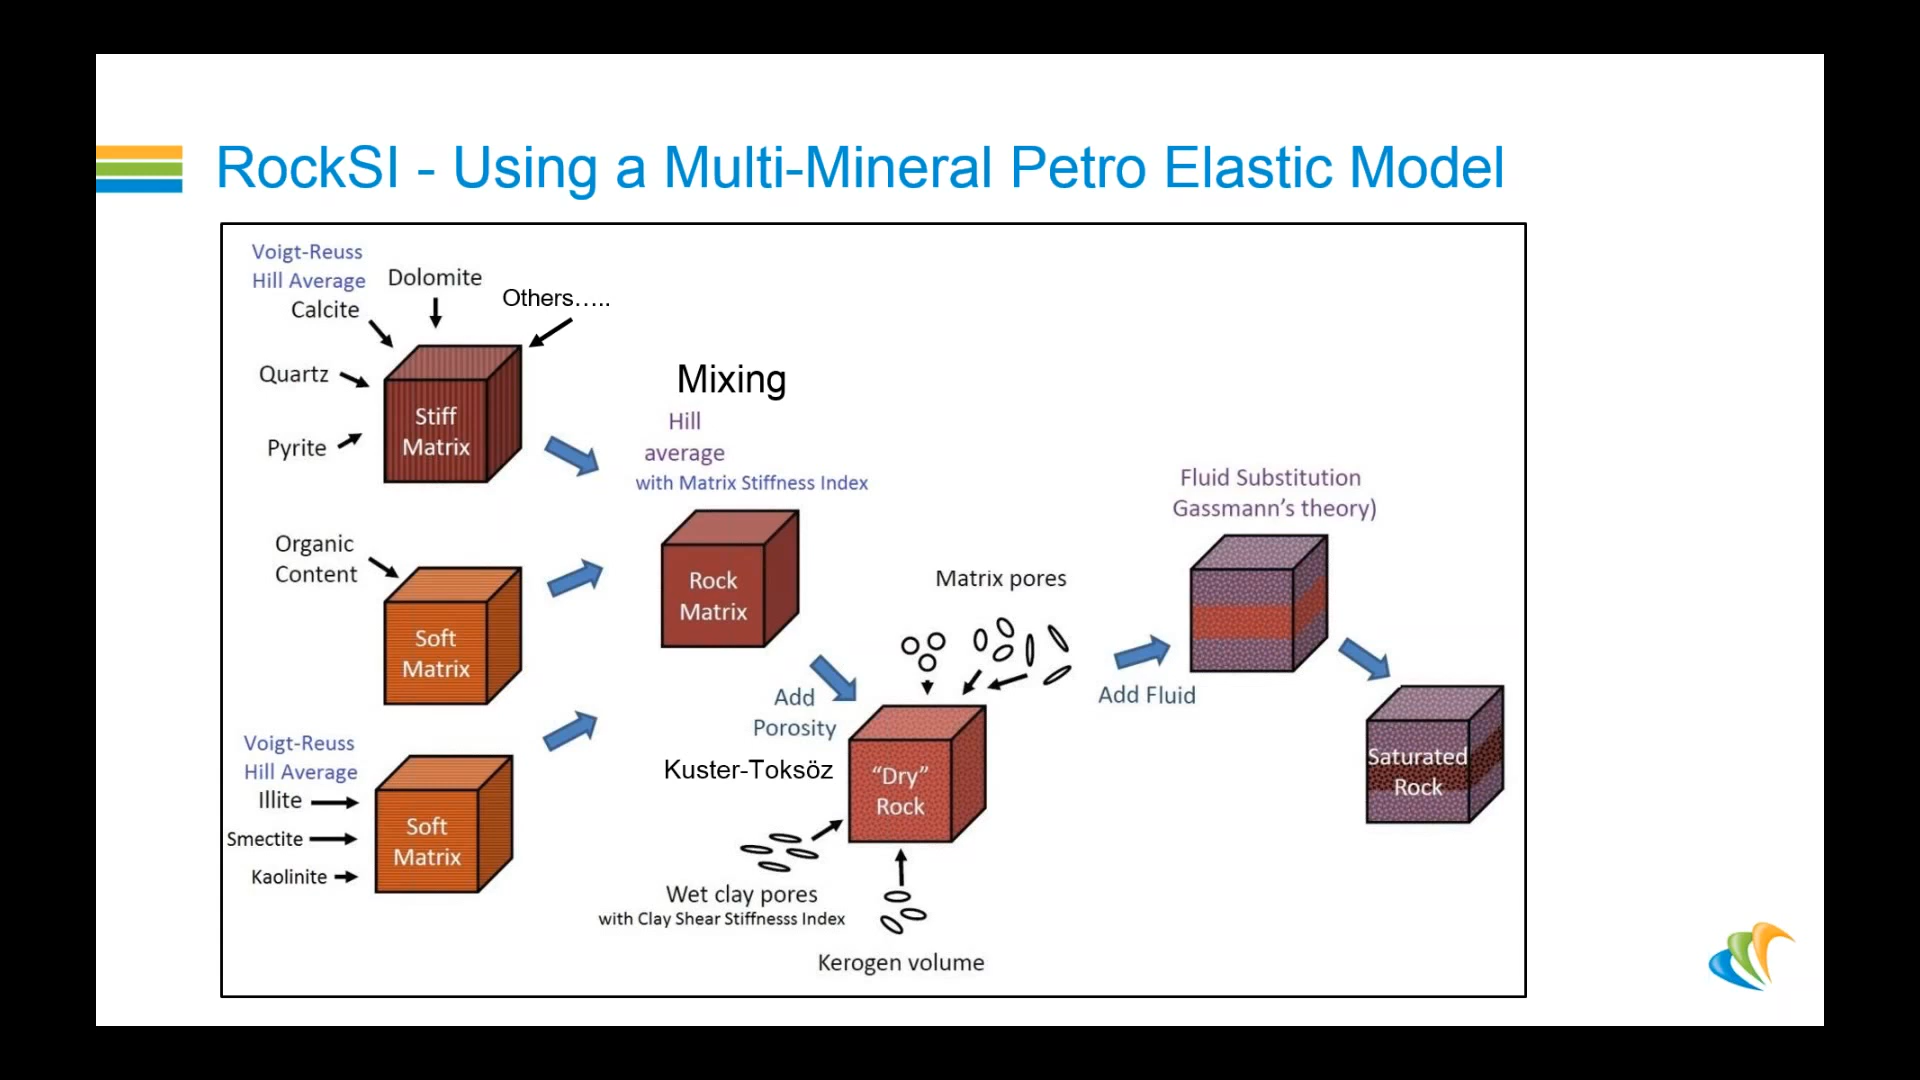 RockSI - Using a Multi-Mineral Petro Elastic Model
Voigt-Reuss
Hill Average
Dolomite
Others…..
Calcite
Quartz
Pyrite
Stiff
Matrix
Mixing
Hill
average
with Matrix Stiffness Index
Organic
Content
Soft
Matrix
Rock
Matrix
Voigt-Reuss
Hill Average
Illite
Smectite
Kaolinite
Soft
Matrix
Add
Porosity
Kuster-Toksöz
Matrix pores
"Dry"
Rock
Wet clay pores
with Clay Shear Stiffnesss Index
Kerogen volume
Add Fluid
Fluid Substitution
Gassmann's theory)
Saturated
Rock